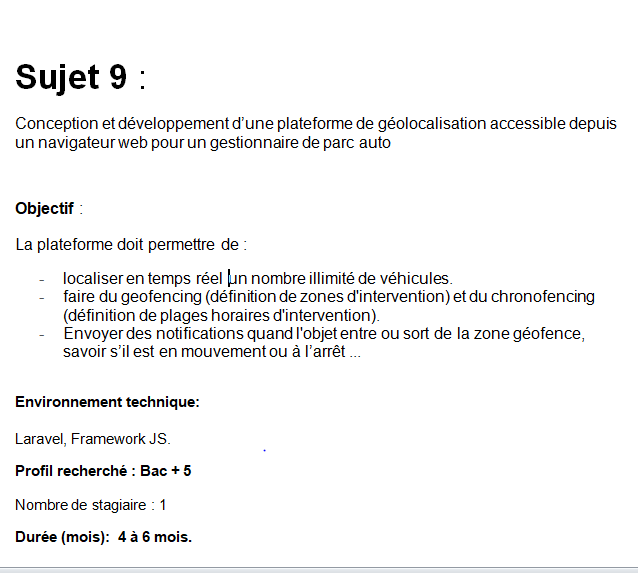 Sujet 9 :
Conception et développement d’une plateforme de géolocalisation accessible depuis
un navigateur web pour un gestionnaire de parc auto
Objectif :
La plateforme doit permettre de :
- localiser en temps réel un nombre illimité de véhicules.
- faire du geofencing (définition de zones d'intervention) et du chronofencing
(définition de plages horaires d'intervention).
- Envoyer des notifications quand l'objet entre ou sort de la zone géofence,
savoir s’il est en mouvement ou à l’arrêt ...
Environnement technique:
Laravel, Framework JS.
Profil recherché : Bac + 5
Nombre de stagiaire : 1
Durée (mois): 4 à 6 mois.